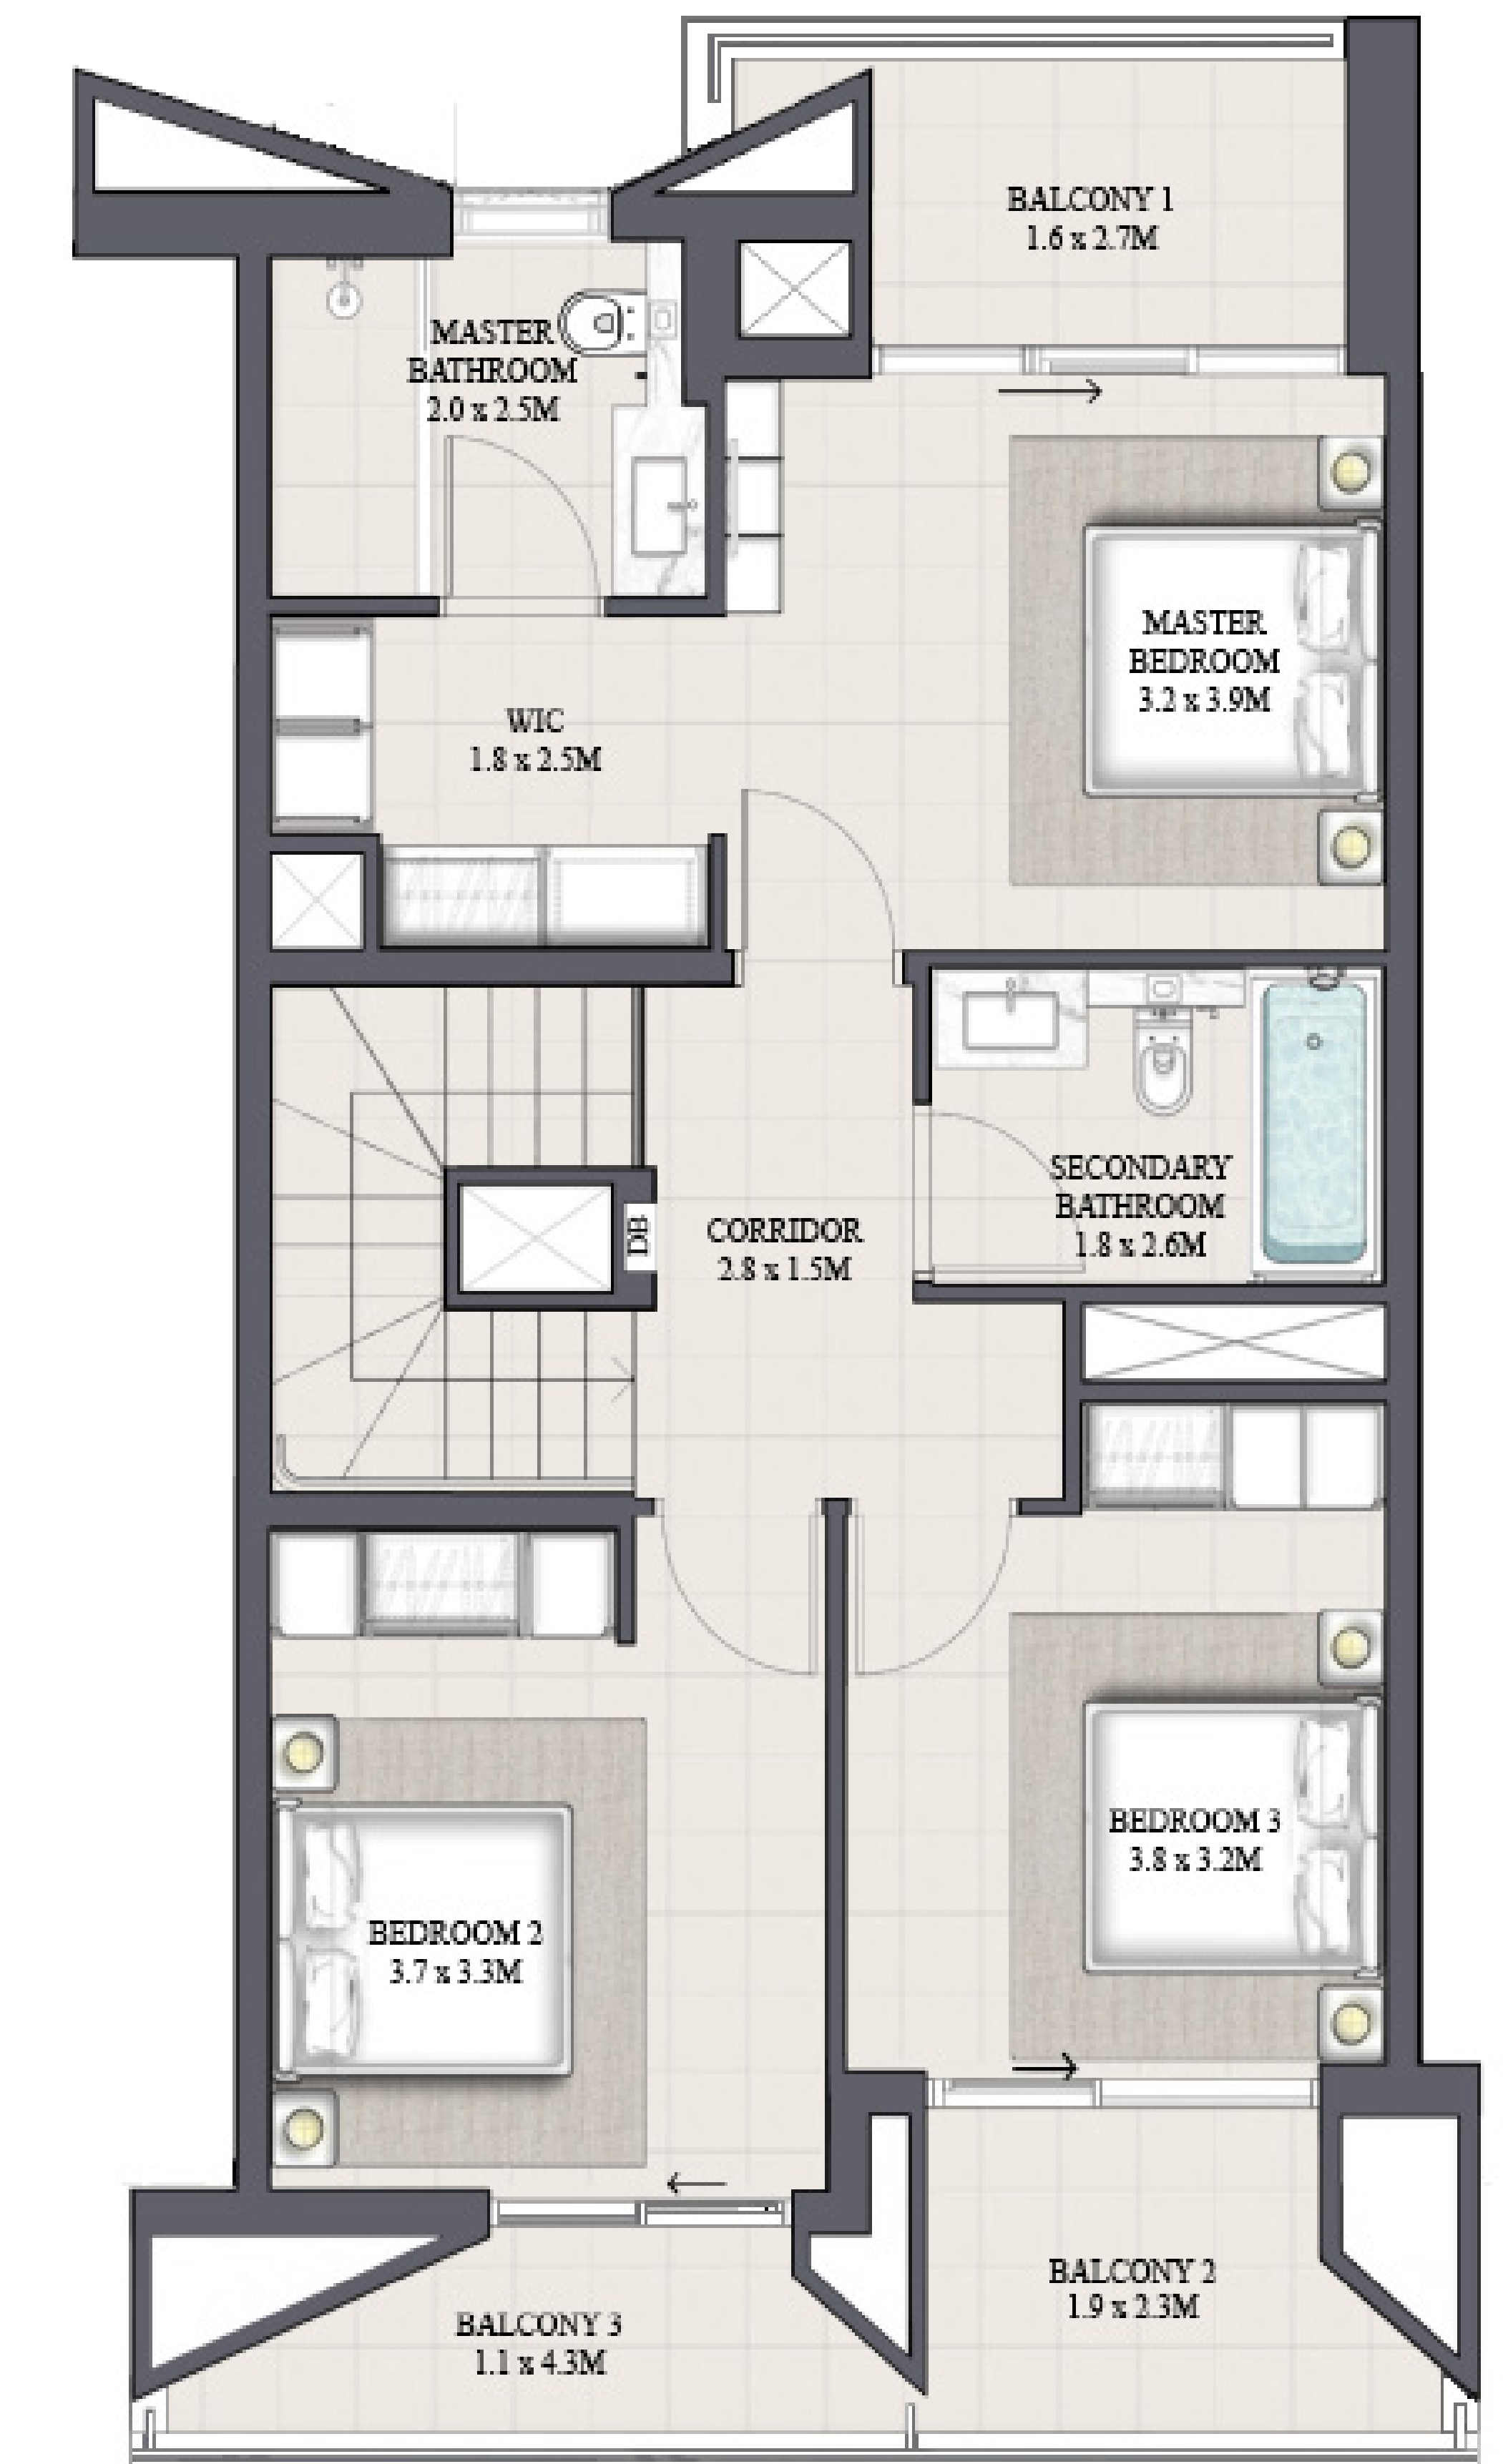 BALCONY 1
1.6 x 2.7M
MASTER
BATHROOM
2.0 x 2.5M
MASTER
BEDROOM
3.2 x 3.9M
WIC
1.8 x 2.5M
SECONDARY
BATHROOM
1.8 x 2.6M
DB
CORRIDOR
2.8 x 1.5M
BEDROOM 3
3.8 x 3.2M
BEDROOM 2
3.7 x 3.3M
BALCONY 2
1.9 x 2.3M
BALCONY 3
1.1 x 4.3M